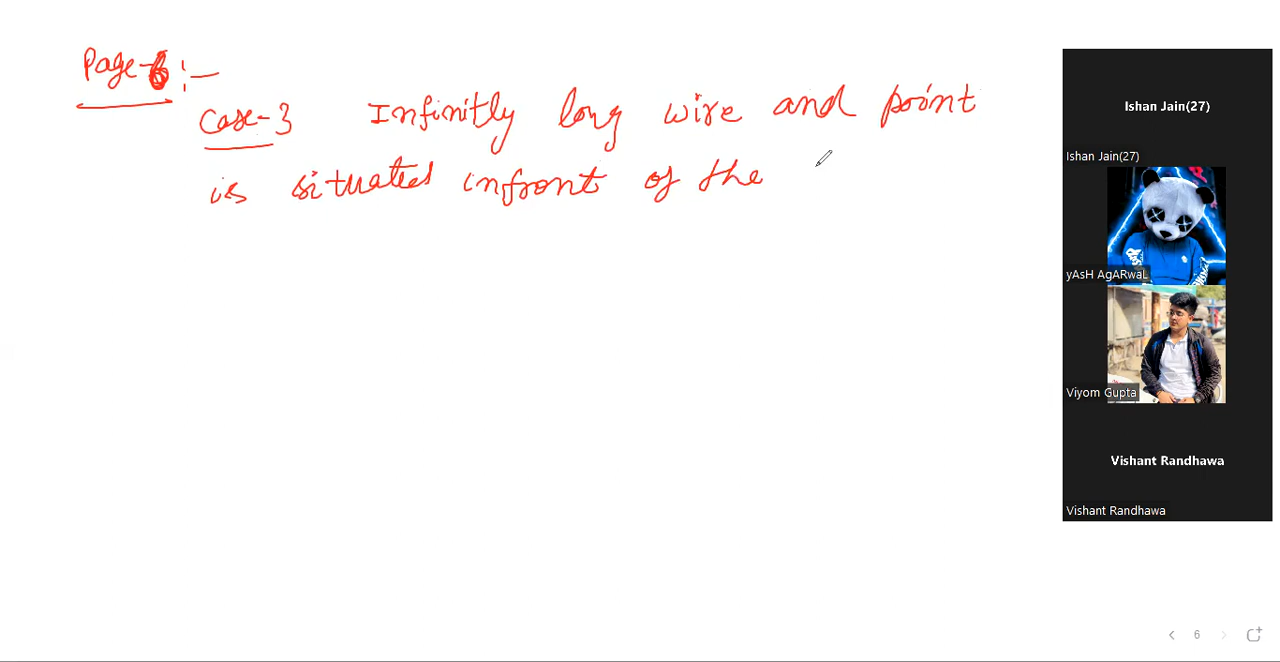 Page-6 :-
Case-3 Infinitly long wire and point
is situated infront of the
Ishan Jain(27)
Ishan Jain(27)
yAsH AgARwaL
Viyom Gupta
Vishant Randhawa
Vishant Randhawa
6